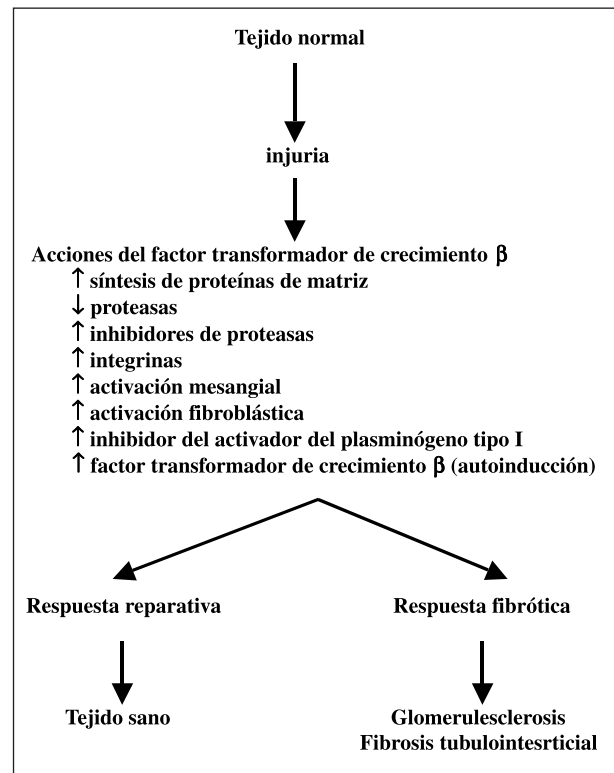 Tejido normal
injuria
Acciones del factor transformador de crecimiento β
↑ síntesis de proteínas de matriz
↓ proteasas
↑ inhibidores de proteasas
↑ integrinas
↑ activación mesangial
↑ activación fibroblástica
↑ inhibidor del activador del plasminógeno tipo I
↑ factor transformador de crecimiento β (autoinducción)
Respuesta reparativa
Respuesta fibrótica
Tejido sano
Glomerulesclerosis
Fibrosis tubulointesrticial